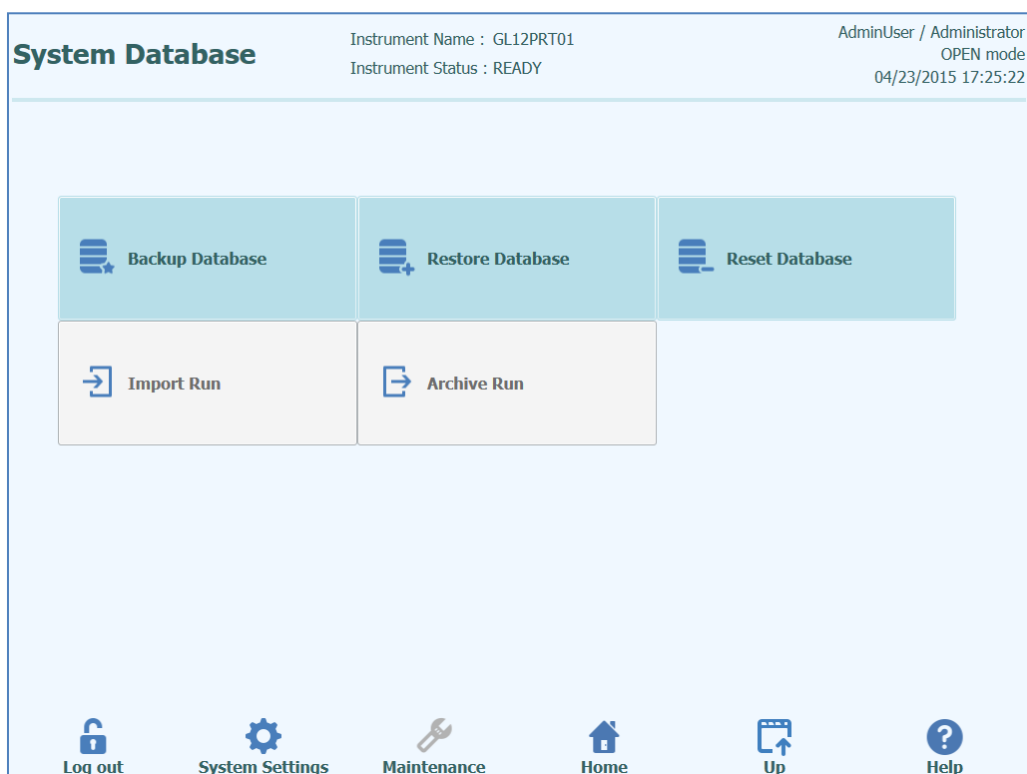 System Database
Instrument Name : GL12PRT01
Instrument Status : READY
AdminUser / Administrator
OPEN mode
04/23/2015 17:25:22
Backup Database
Restore Database
Reset Database
Import Run
Archive Run
Log out
System Settings
Maintenance
Home
Up
Help